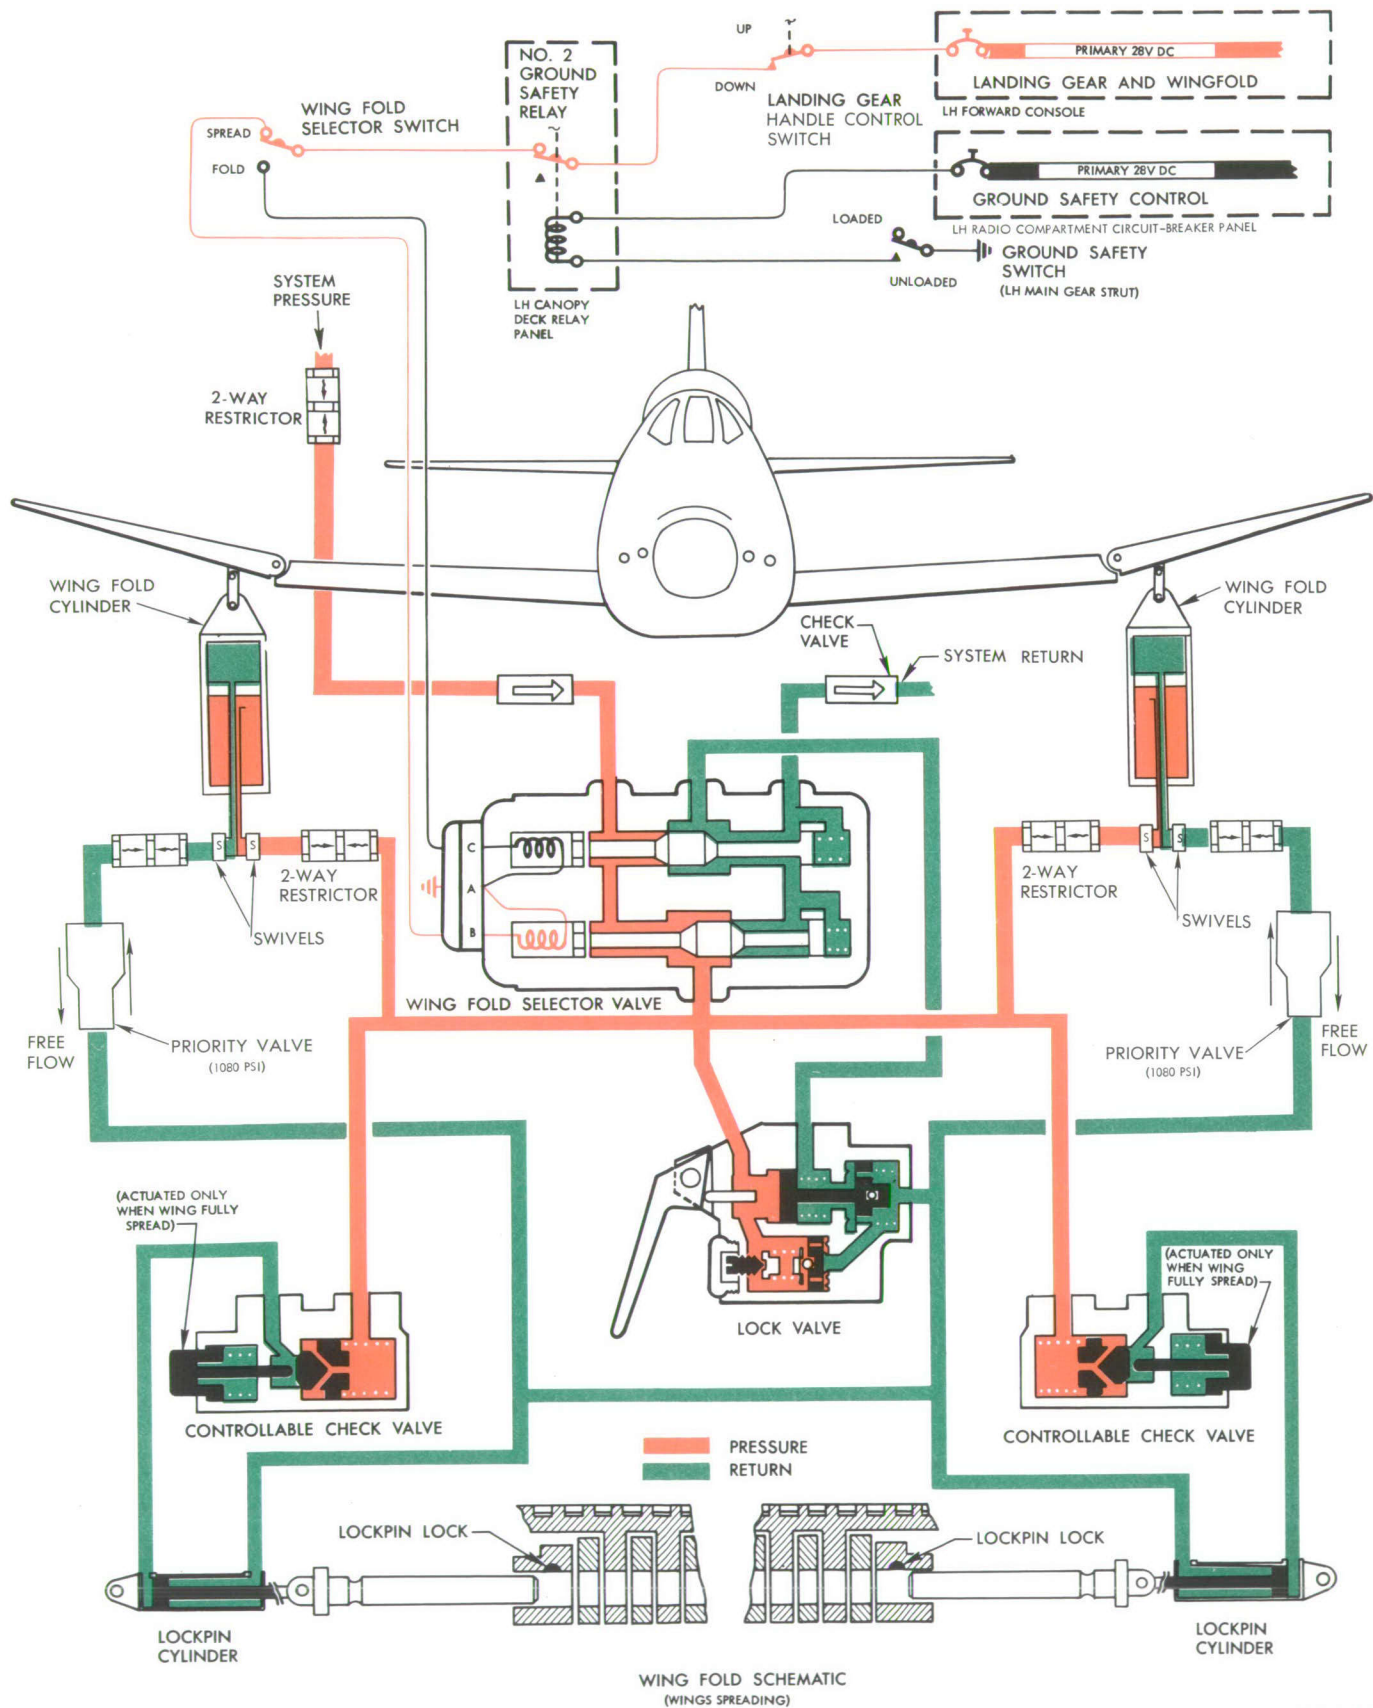 UP
PRIMARY 28V DC
NO. 2
GROUND
SAFETY
RELAY
LANDING GEAR AND WINGFOLD
DOWN
LANDING GEAR
HANDLE CONTROL
SWITCH
LH FORWARD CONSOLE
WING FOLD
SELECTOR SWITCH
SPREAD
FOLD
PRIMARY 28V DC
GROUND SAFETY CONTROL
LH RADIO COMPARTMENT CIRCUIT-BREAKER PANEL
LOADED
UNLOADED
GROUND SAFETY
SWITCH
(LH MAIN GEAR STRUT)
SYSTEM
PRESSURE
LH CANOPY
DECK RELAY
PANEL
2-WAY
RESTRICTOR
WING FOLD
CYLINDER
WING FOLD
CYLINDER
CHECK
VALVE
SYSTEM RETURN
C
A
B
S
S
S
S
2-WAY
RESTRICTOR
2-WAY
RESTRICTOR
SWIVELS
SWIVELS
WING FOLD SELECTOR VALVE
FREE
FLOW
PRIORITY VALVE
(1080 PSI)
PRIORITY VALVE
(1080 PSI)
FREE
FLOW
(ACTUATED ONLY
WHEN WING FULLY
SPREAD)
(ACTUATED ONLY
WHEN WING
FULLY SPREAD)
LOCK VALVE
CONTROLLABLE CHECK VALVE
CONTROLLABLE CHECK VALVE
PRESSURE
RETURN
LOCKPIN LOCK
LOCKPIN LOCK
LOCKPIN
CYLINDER
LOCKPIN
CYLINDER
WING FOLD SCHEMATIC
(WINGS SPREADING)